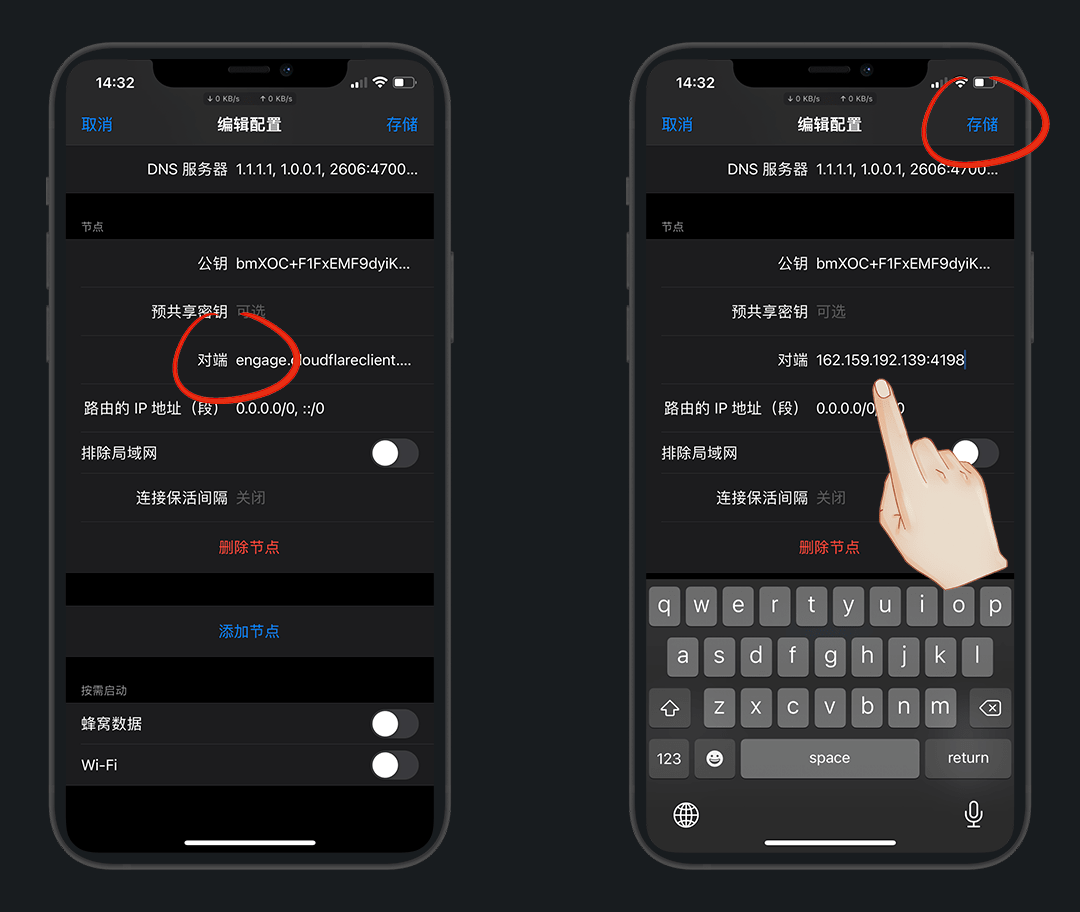 14:32
↓ 0 KB/s ↑ 0 KB/s
取消 编辑配置 存储
DNS 服务器 1.1.1.1, 1.0.0.1, 2606:4700...
节点
公钥 bmXOC+F1FxEMF9dyiK...
预共享密钥 可选
对端 engage.cloudflareclient....
路由的 IP 地址（段） 0.0.0.0/0, ::/0
排除局域网
连接保活间隔 关闭
删除节点
添加节点
按需启动
蜂窝数据
Wi-Fi
14:32
↓ 0 KB/s ↑ 0 KB/s
取消 编辑配置 存储
DNS 服务器 1.1.1.1, 1.0.0.1, 2606:4700...
节点
公钥 bmXOC+F1FxEMF9dyiK...
预共享密钥 可选
对端 162.159.192.139:4198
路由的 IP 地址（段） 0.0.0.0/0
排除局域网
连接保活间隔 关闭
删除节点
q w e r t y u i o p
a s d f g h j k l
z x c v b n m
123 space return